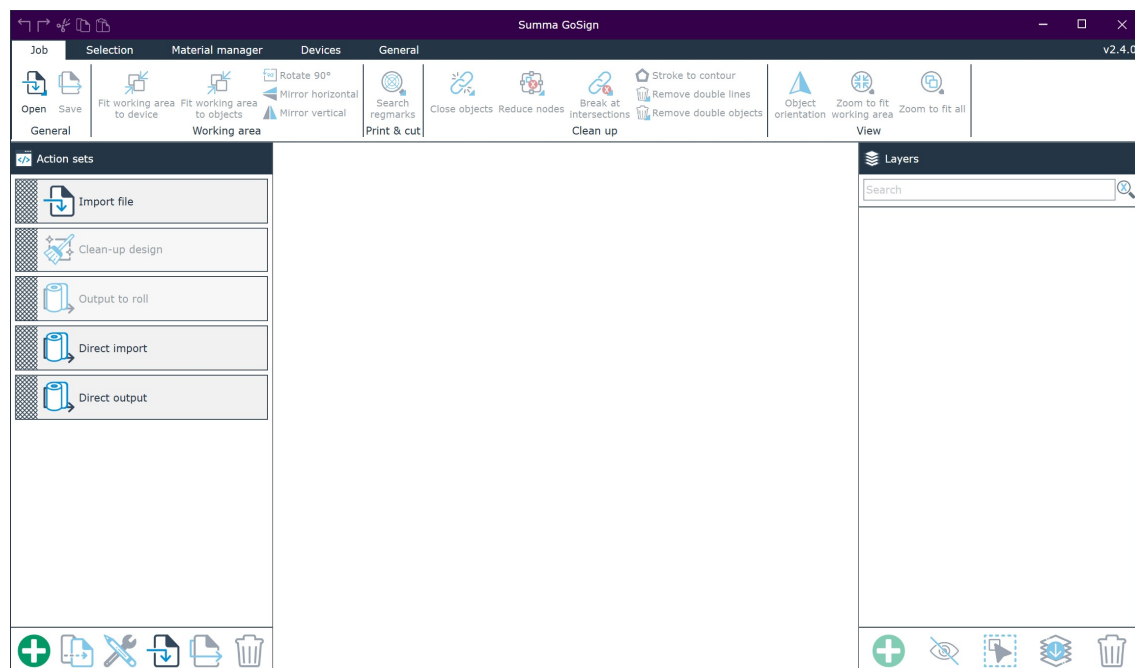 Summa GoSign
Job Selection Material manager Devices General v2.4.0
Open Save
General
Fit working area to device
Fit working area to objects
Rotate 90°
Mirror horizontal
Mirror vertical
Working area
Search regmarks
Print & cut
Close objects
Reduce nodes
Break at intersections
Stroke to contour
Remove double lines
Remove double objects
Clean up
Object orientation
Zoom to fit working area
Zoom to fit all
View
Action sets
Import file
Clean-up design
Output to roll
Direct import
Direct output
Layers
Search